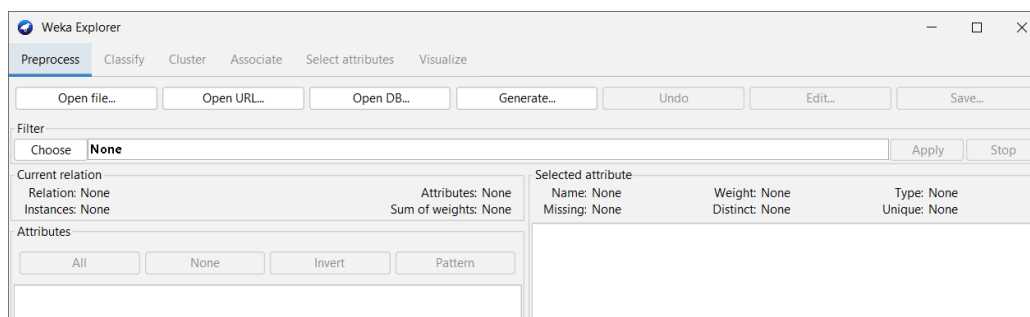 Weka Explorer
Preprocess Classify Cluster Associate Select attributes Visualize
Open file... Open URL... Open DB... Generate... Undo Edit... Save...
Filter
Choose None Apply Stop
Current relation
Relation: None Attributes: None
Instances: None Sum of weights: None
Selected attribute
Name: None Weight: None Type: None
Missing: None Distinct: None Unique: None
Attributes
All None Invert Pattern